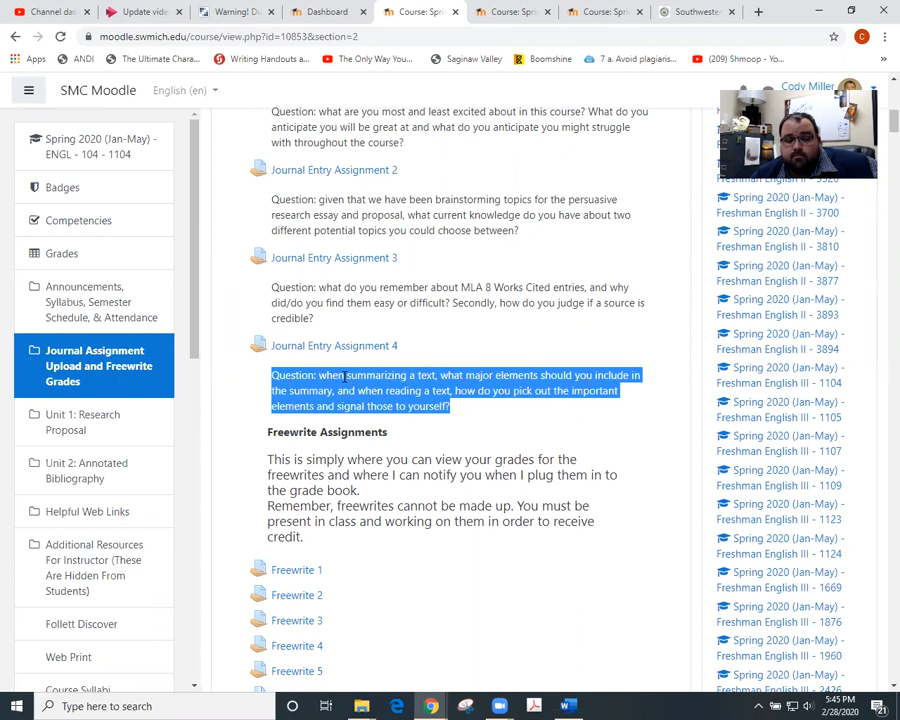 Channel dash
Update video
Warning! Du
Dashboard
Course: Spri
Course: Spri
Course: Spri
Southwester
moodle.swmich.edu/course/view.php?id=10853&section=2
Apps
ANDI
The Ultimate Chara...
Writing Handouts a...
The Only Way You...
Saginaw Valley
Boomshine
7 a. Avoid plagiaris...
(209) Shmoop - Yo...
SMC Moodle
English (en)
Cody Miller
Spring 2020 (Jan-May) -
ENGL - 104 - 1104
Badges
Competencies
Grades
Announcements,
Syllabus, Semester
Schedule, & Attendance
Journal Assignment
Upload and Freewrite
Grades
Unit 1: Research
Proposal
Unit 2: Annotated
Bibliography
Helpful Web Links
Additional Resources
For Instructor (These
Are Hidden From
Students)
Follett Discover
Web Print
Course Syllabi
Question: what are you most and least excited about in this course? What do you
anticipate you will be great at and what do you anticipate you might struggle
with throughout the course?
Journal Entry Assignment 2
Question: given that we have been brainstorming topics for the persuasive
research essay and proposal, what current knowledge do you have about two
different potential topics you could choose between?
Journal Entry Assignment 3
Question: what do you remember about MLA 8 Works Cited entries, and why
did/do you find them easy or difficult? Secondly, how do you judge if a source is
credible?
Journal Entry Assignment 4
Question: when summarizing a text, what major elements should you include in
the summary, and when reading a text, how do you pick out the important
elements and signal those to yourself?
Freewrite Assignments
This is simply where you can view your grades for the
freewrites and where I can notify you when I plug them in to
the grade book.
Remember, freewrites cannot be made up. You must be
present in class and working on them in order to receive
credit.
Freewrite 1
Freewrite 2
Freewrite 3
Freewrite 4
Freewrite 5
Freshman English II - 3520
Spring 2020 (Jan-May) -
Freshman English II - 3700
Spring 2020 (Jan-May) -
Freshman English II - 3810
Spring 2020 (Jan-May) -
Freshman English II - 3877
Spring 2020 (Jan-May) -
Freshman English II - 3893
Spring 2020 (Jan-May) -
Freshman English II - 3894
Spring 2020 (Jan-May) -
Freshman English III - 1104
Spring 2020 (Jan-May) -
Freshman English III - 1105
Spring 2020 (Jan-May) -
Freshman English III - 1107
Spring 2020 (Jan-May) -
Freshman English III - 1109
Spring 2020 (Jan-May) -
Freshman English III - 1123
Spring 2020 (Jan-May) -
Freshman English III - 1124
Spring 2020 (Jan-May) -
Freshman English III - 1669
Spring 2020 (Jan-May) -
Freshman English III - 1876
Spring 2020 (Jan-May) -
Freshman English III - 1960
Spring 2020 (Jan-May) -
Freshman English III - 2426
Type here to search
5:45 PM
2/28/2020
21